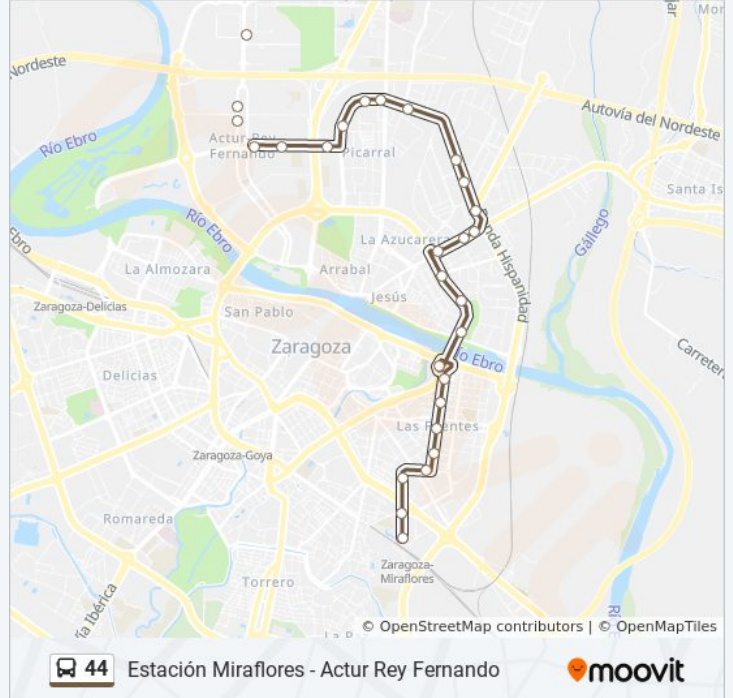 Nordeste
Autovía del Nordeste
Río Ebro
Actur-Rey
Fernando
Picarral
Santa Is
Río Ebro
La Azucarera
Gállego
Arrabal
La Almozara
Jesús
Zaragoza-Delicias
San Pablo
Zaragoza
Río Ebro
Delicias
Las Fuentes
Zaragoza-Goya
Romareda
Zaragoza-
Miraflores
Torrero
© OpenStreetMap contributors | © OpenMapTiles
44 Estación Miraflores - Actur Rey Fernando
moovit